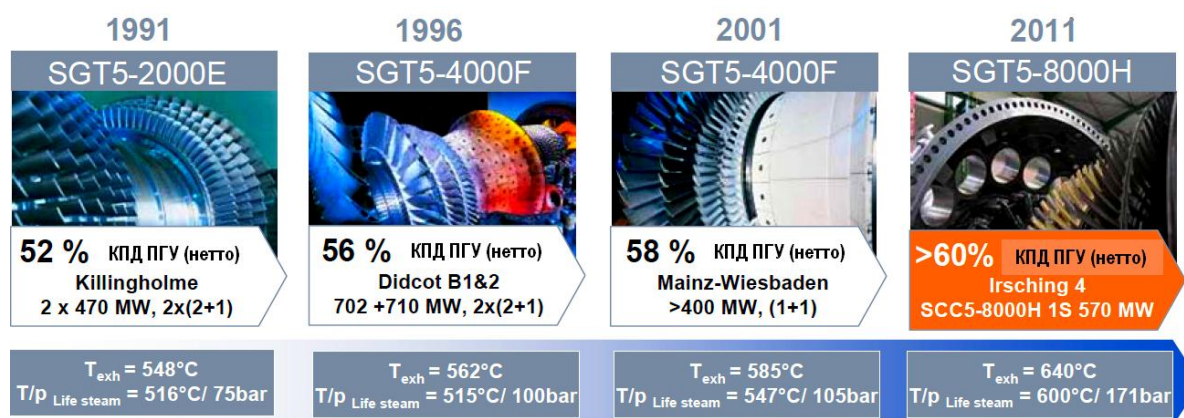 1991
SGT5-2000E
52 % КПД ПГУ (нетто)
Killingholme
2 x 470 MW, 2x(2+1)
T exh = 548°C
T/p Life steam = 516°C/ 75bar
1996
SGT5-4000F
56 % КПД ПГУ (нетто)
Didcot B1&2
702 +710 MW, 2x(2+1)
T exh = 562°C
T/p Life steam = 515°C/ 100bar
2001
SGT5-4000F
58 % КПД ПГУ (нетто)
Mainz-Wiesbaden
>400 MW, (1+1)
T exh = 585°C
T/p Life steam = 547°C/ 105bar
2011
SGT5-8000H
>60% КПД ПГУ (нетто)
Irsching 4
SCC5-8000H 1S 570 MW
T exh = 640°C
T/p Life steam = 600°C/ 171bar